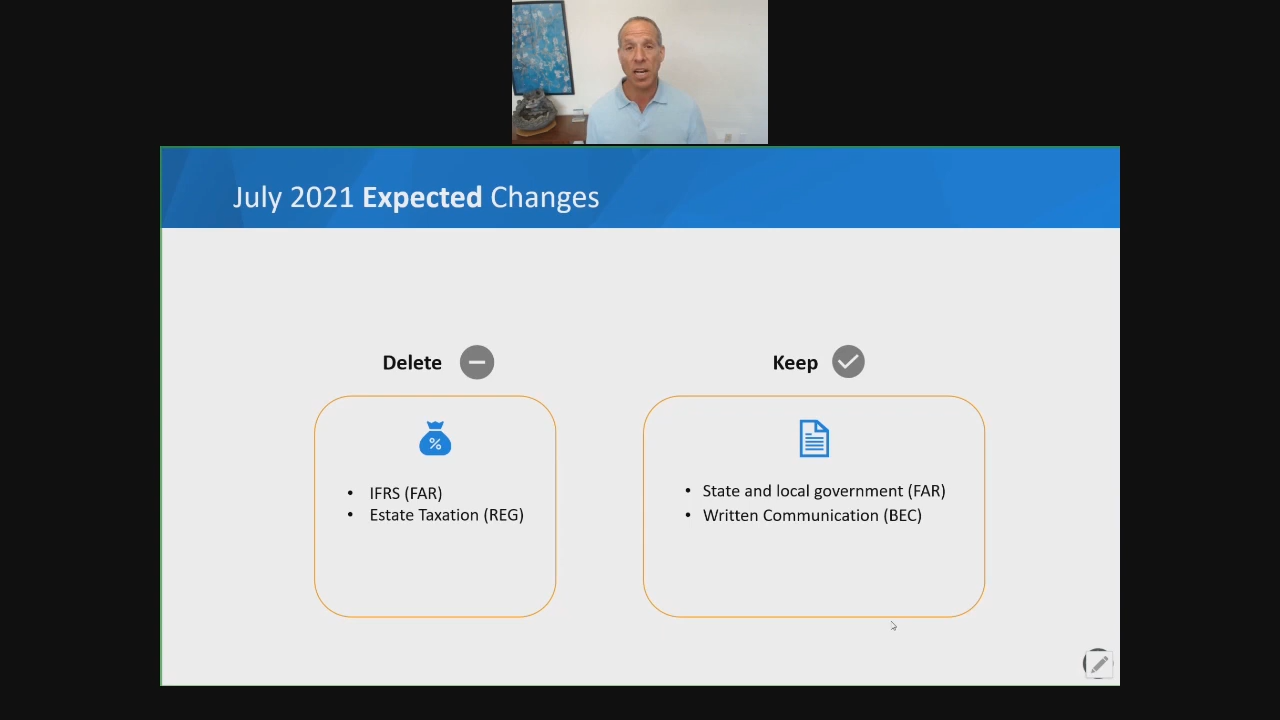 July 2021 Expected Changes
Delete
Keep
%
• IFRS (FAR)
• Estate Taxation (REG)
• State and local government (FAR)
• Written Communication (BEC)